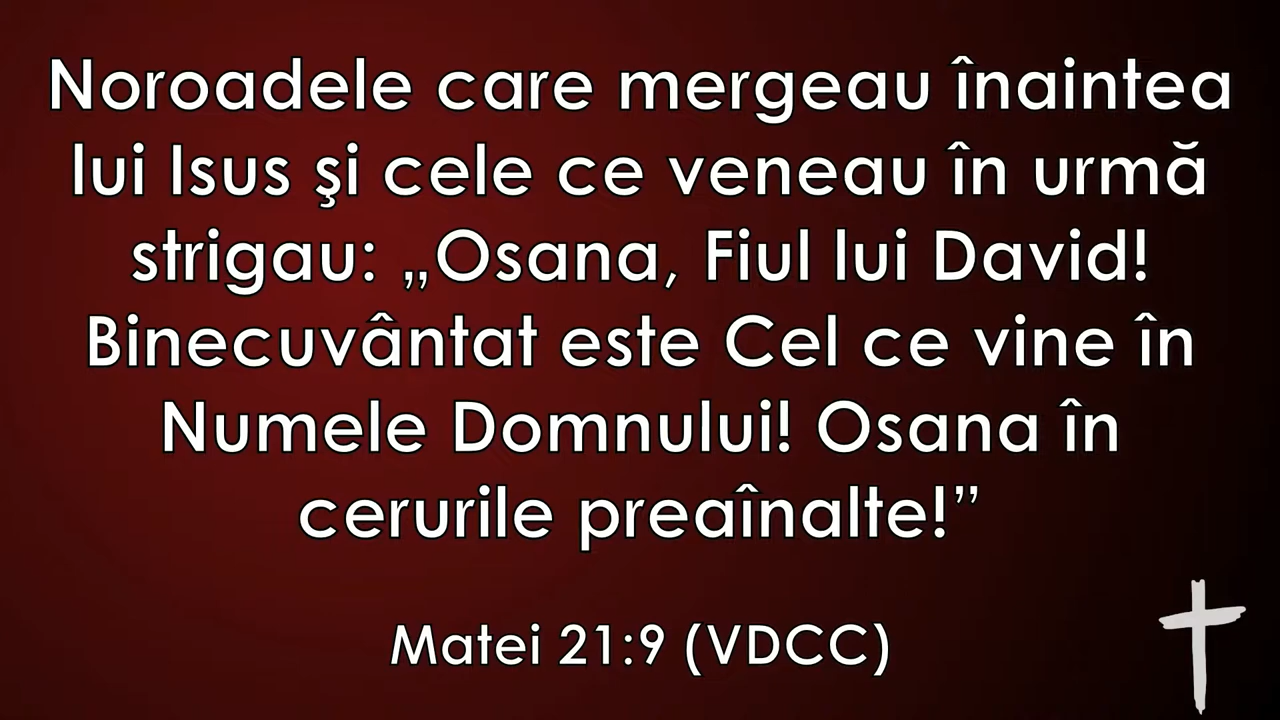 Noroadele care mergeau înaintea
lui Isus şi cele ce veneau în urmă
strigau: „Osana, Fiul lui David!
Binecuvântat este Cel ce vine în
Numele Domnului! Osana în
cerurile preaînalte!”
Matei 21:9 (VDCC)